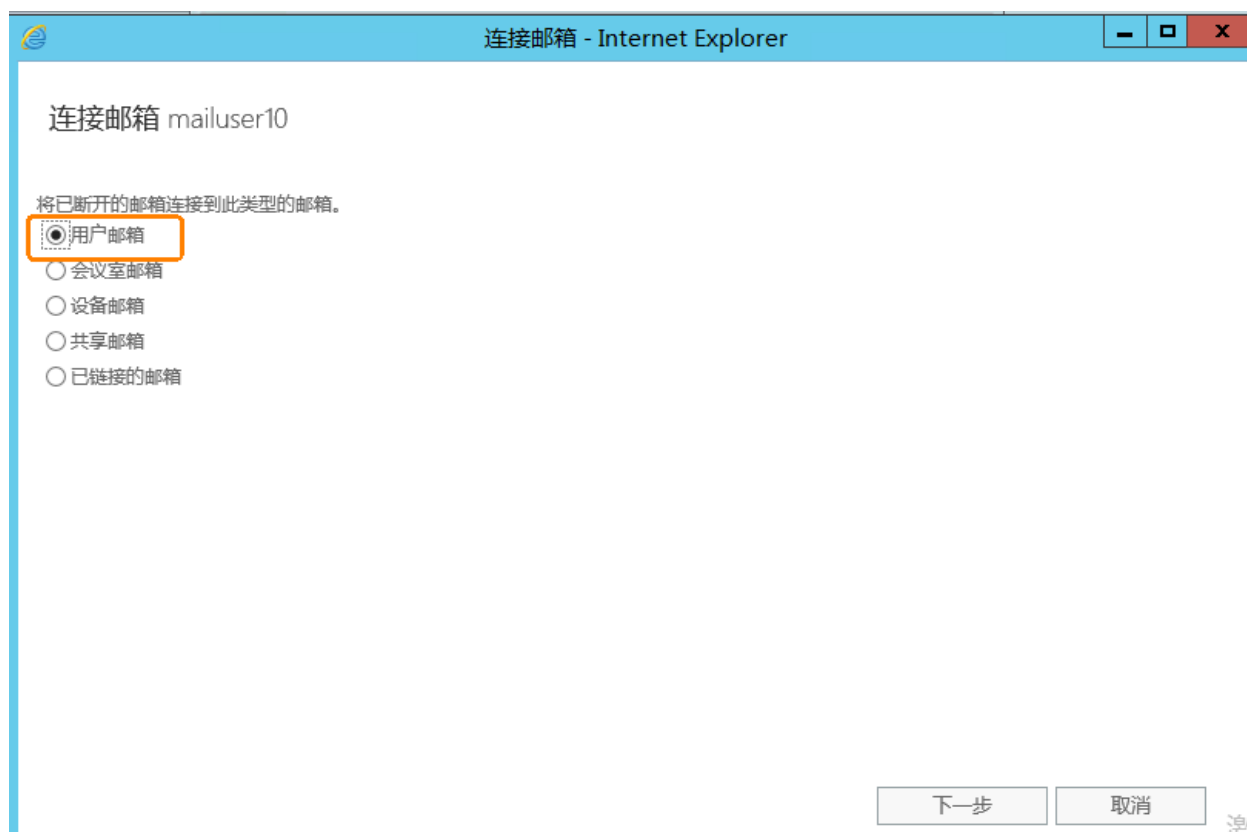 连接邮箱 - Internet Explorer
连接邮箱 mailuser10
将已断开的邮箱连接到此类型的邮箱。
用户邮箱
会议室邮箱
设备邮箱
共享邮箱
已链接的邮箱
下一步
取消